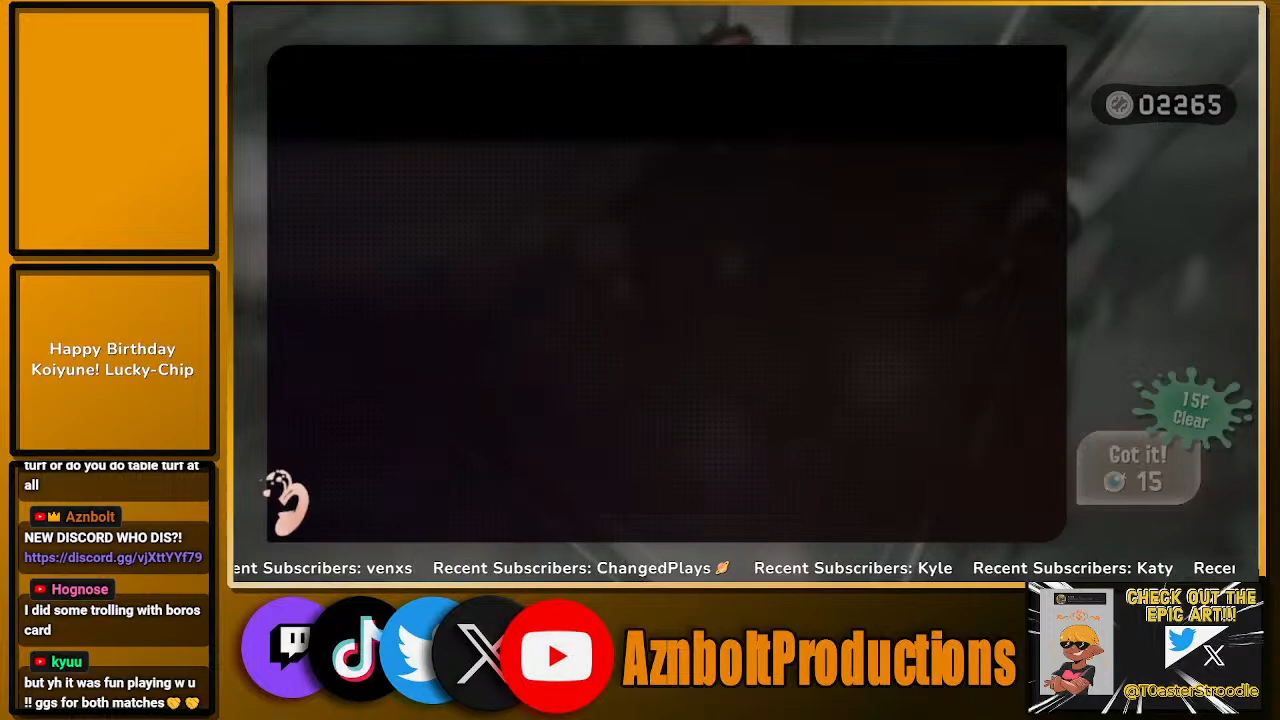 02265
Happy Birthday
Koiyune! Lucky-Chip
15F
Clear
Got it!
15
turf or do you do table turf at
all
Aznbolt
NEW DISCORD WHO DIS?!
https://discord.gg/vjXttYYf79
Hognose
I did some trolling with boros
card
kyuu
but yh it was fun playing w u
!! ggs for both matches
ent Subscribers: venxs Recent Subscribers: ChangedPlays 🪐 Recent Subscribers: Kyle Recent Subscribers: Katy Recer
AznboltProductions
CHECK OUT THE
EPIC ART!!!
@T0asterStroodle